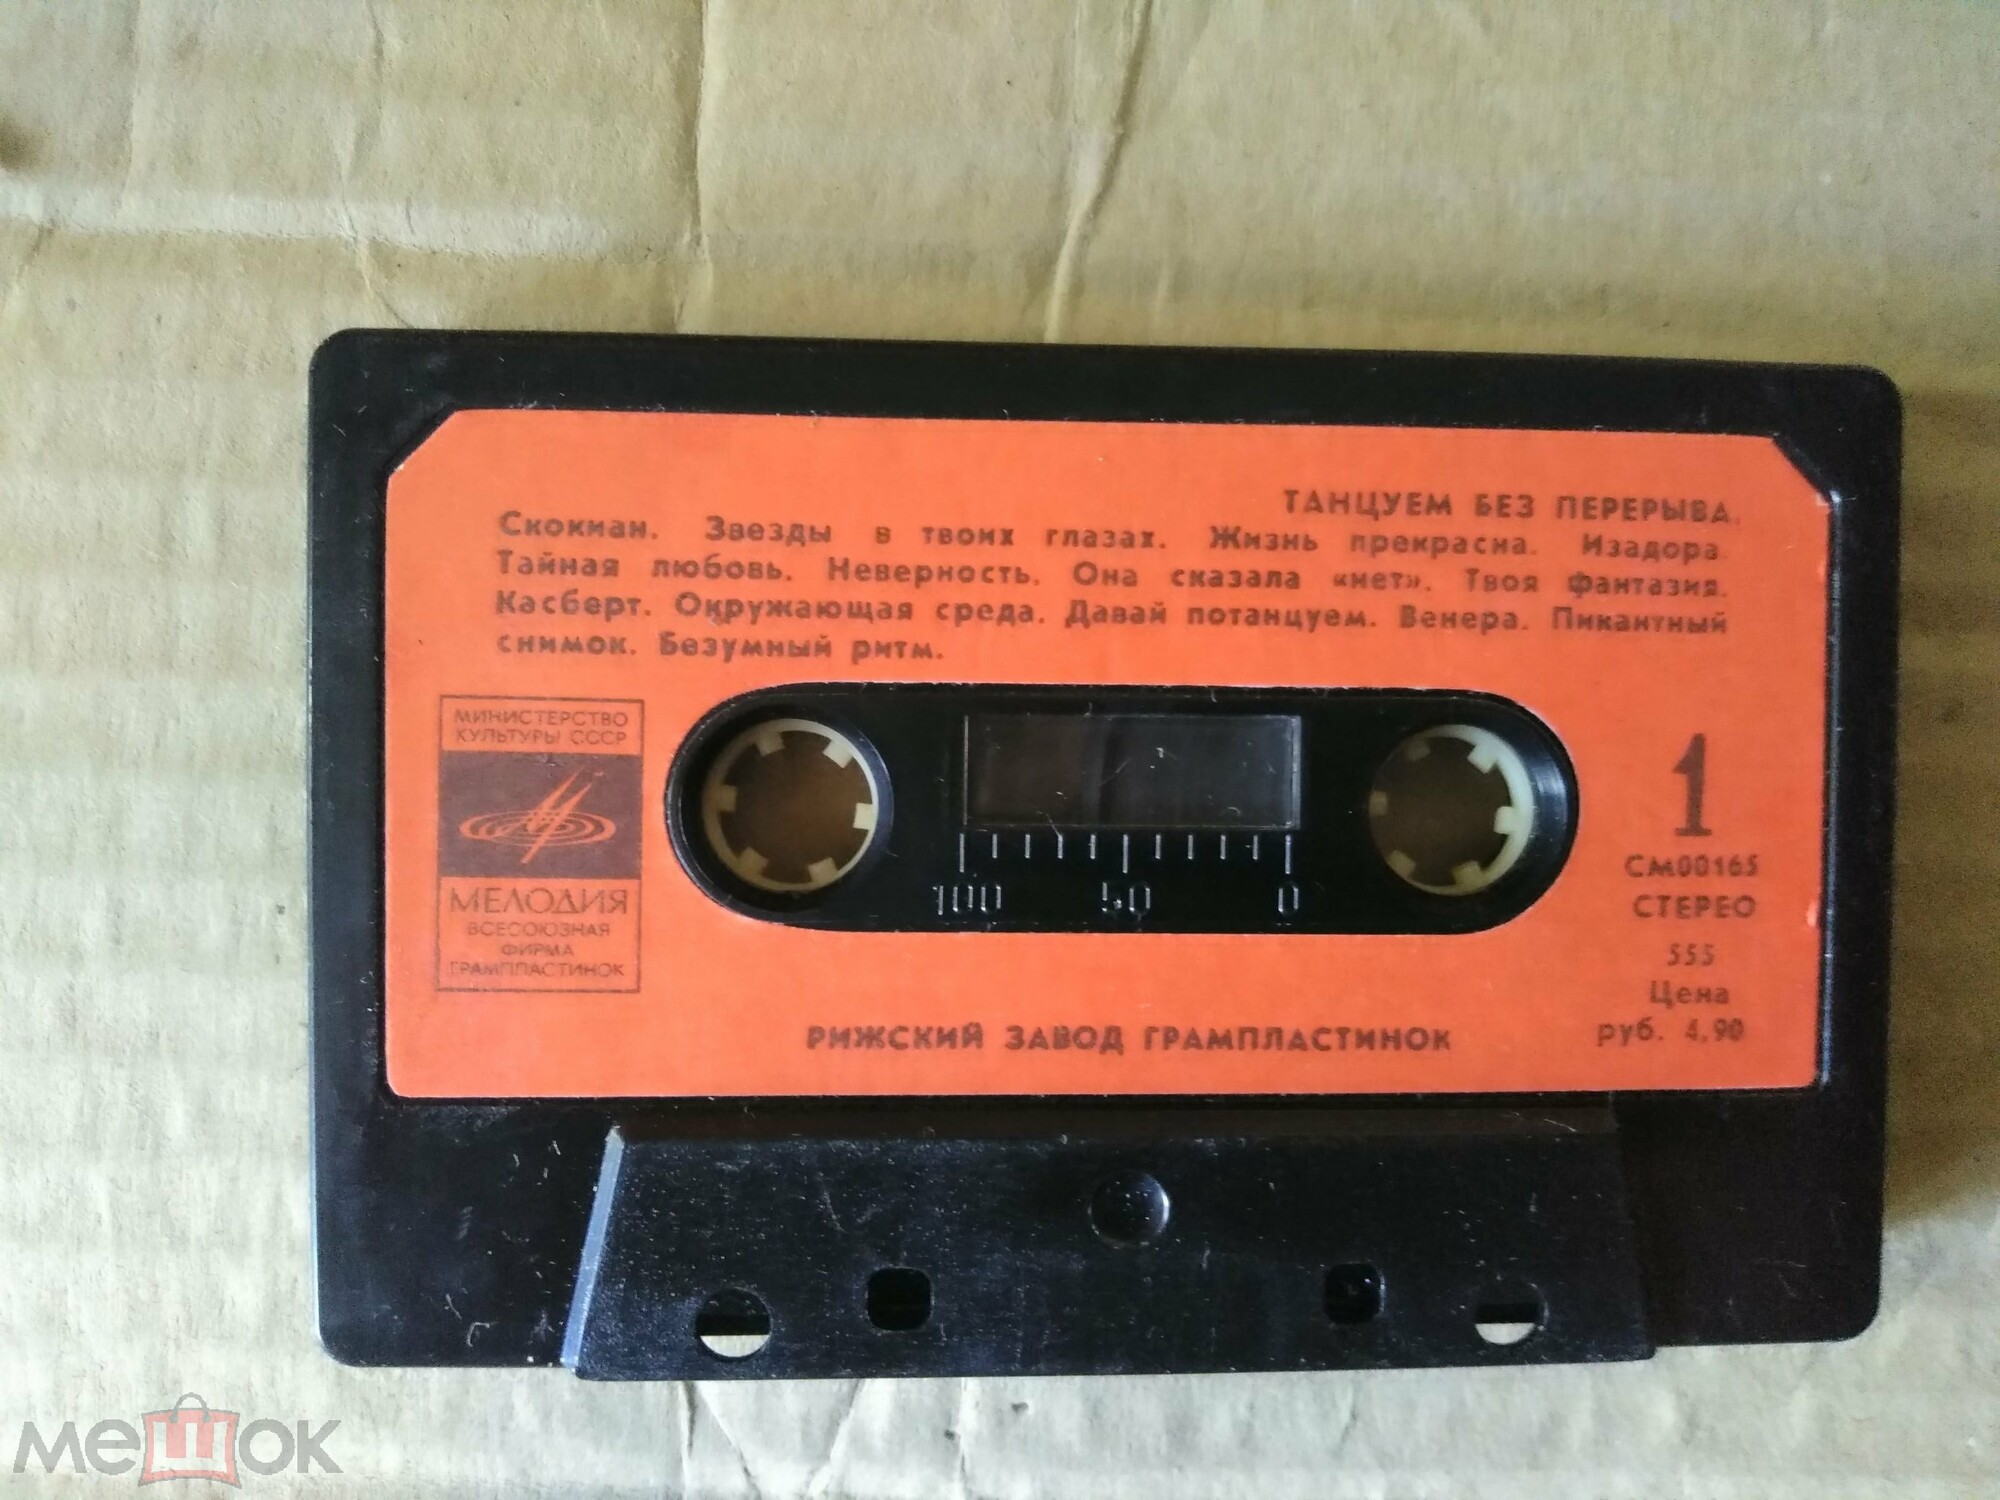 ТАНЦУЕМ БЕЗ ПЕРЕРЫВА.
Скокиан. Звезды в твоих глазах. Жизнь прекрасна. Изадора.
Тайная любовь. Неверность. Она сказала «нет». Твоя фантазия.
Касберт. Окружающая среда. Давай потанцуем. Венера. Пикантный
снимок. Безумный ритм.
МИНИСТЕРСТВО
КУЛЬТУРЫ СССР
МЕЛОДИЯ
ВСЕСОЮЗНАЯ
ФИРМА
ГРАМПЛАСТИНОК
100 50 0
1
СМ00165
СТЕРЕО
555
Цена
руб. 4.90
РИЖСКИЙ ЗАВОД ГРАМПЛАСТИНОК
мешок